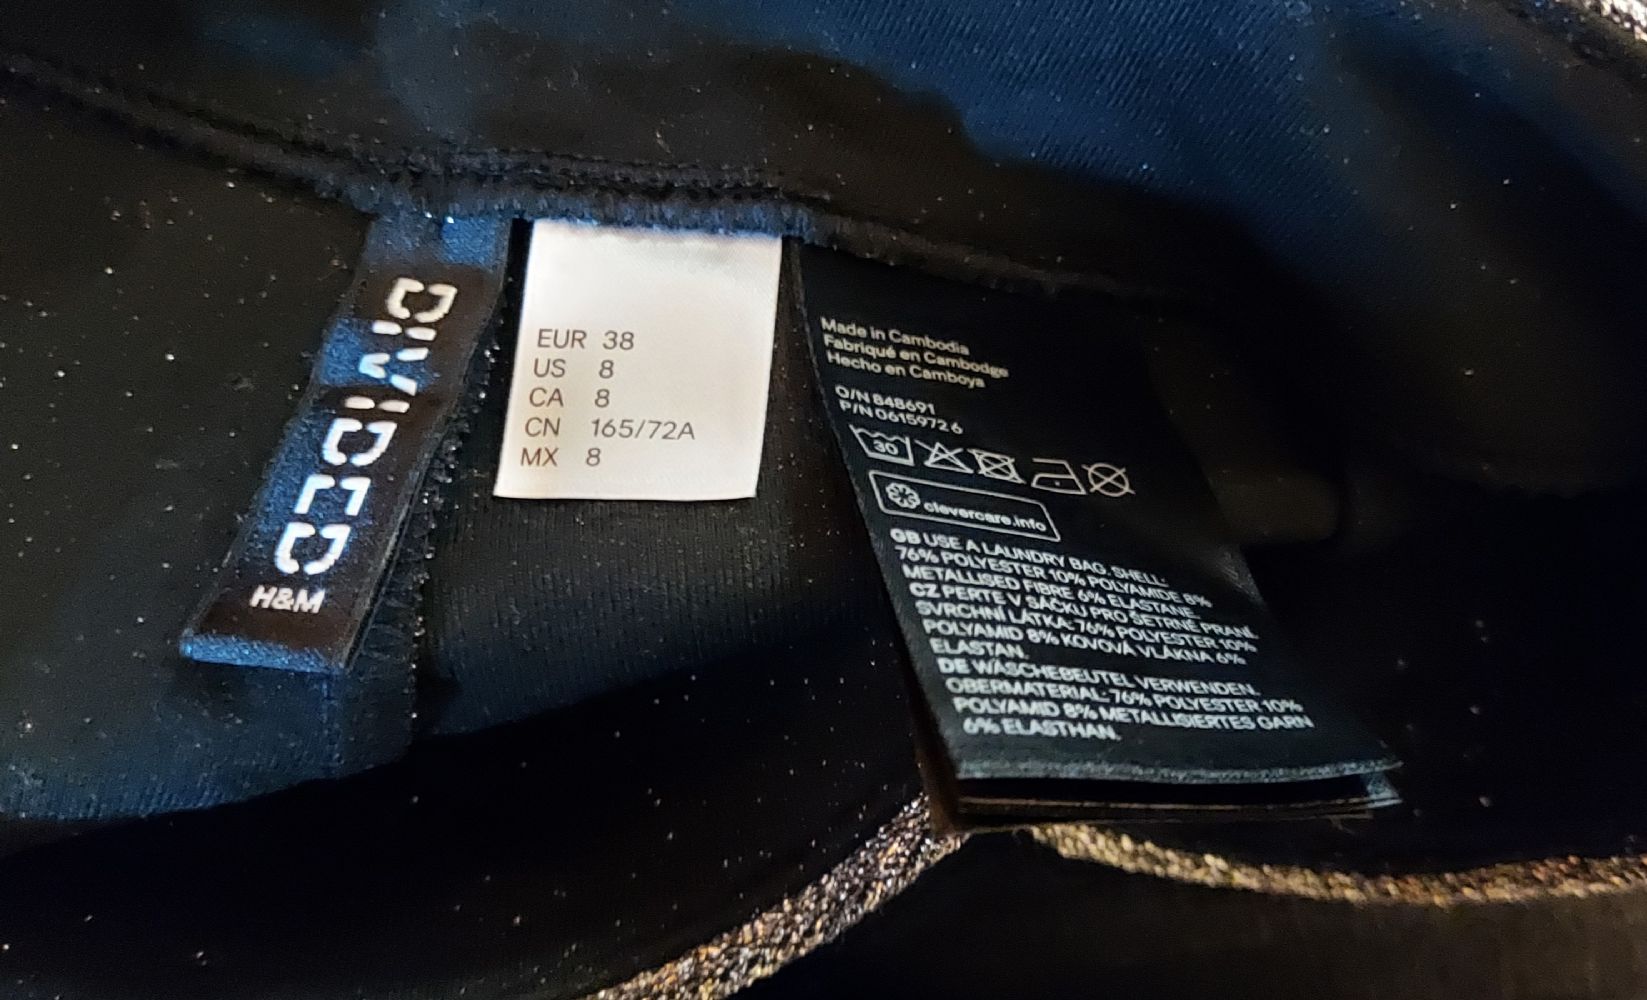 DIVIDED
H&M
EUR 38
US 8
CA 8
CN 165/72A
MX 8
Made in Cambodia
Fabriqué en Cambodge
Hecho en Camboya
O/N 848691
P/N 0615972 6
30
clevercare.info
GB USE A LAUNDRY BAG. SHELL:
76% POLYESTER 10% POLYAMIDE 8%
METALLISED FIBRE 6% ELASTANE
CZ PERTE V SÁČKU PRO ŠETRNÉ PRANÍ.
SVRCHNÍ LÁTKA: 76% POLYESTER 10%
POLYAMID 8% KOVOVÁ VLÁKNA 6%
ELASTAN.
DE WÄSCHEBEUTEL VERWENDEN.
OBERMATERIAL: 76% POLYESTER 10%
POLYAMID 8% METALLISIERTES GARN
6% ELASTHAN.